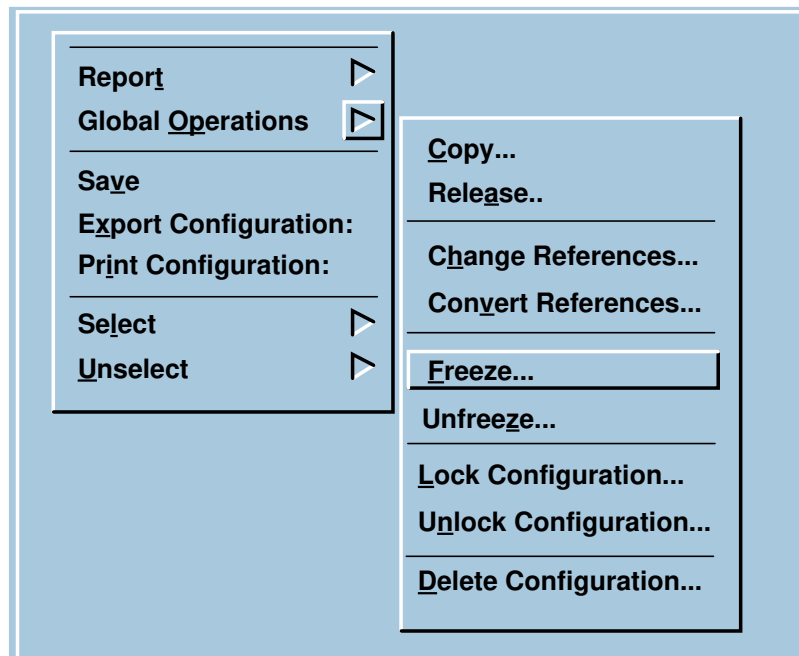 Report
Global Operations
Save
Export Configuration:
Print Configuration:
Select
Unselect
Copy...
Release..
Change References...
Convert References...
Freeze...
Unfreeze...
Lock Configuration...
Unlock Configuration...
Delete Configuration...